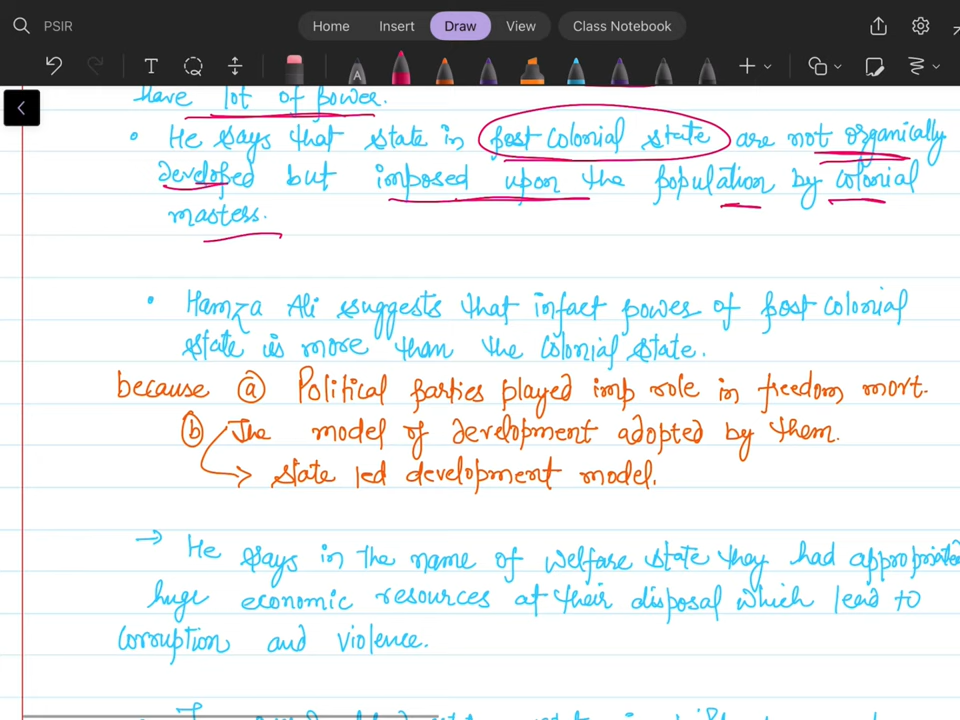 PSIR
Home Insert Draw View Class Notebook
have lot of power.
• He says that state in post colonial state are not organically
developed but imposed upon the population by colonial
masters.
• Hamza Ali suggests that infact power of post colonial
state is more than the colonial state.
because ⓐ Political parties played imp role in freedom mort.
ⓑ The model of development adopted by them.
→ state led development model.
→ He says in the name of welfare state they had appropriated
huge economic resources at their disposal which lead to
corruption and violence.